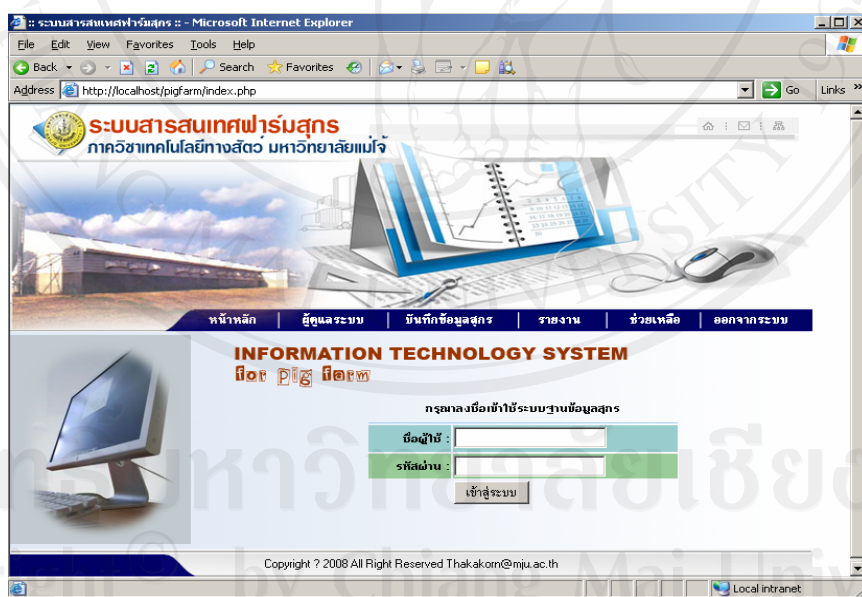 :: ระบบสารสนเทศฟาร์มสุกร :: - Microsoft Internet Explorer
File Edit View Favorites Tools Help
Back Search Favorites
Address http://localhost/pigfarm/index.php Go Links »
ระบบสารสนเทศฟาร์มสุกร
ภาควิชาเทคโนโลยีทางสัตว์ มหาวิทยาลัยแม่โจ้
หน้าหลัก | ผู้ดูแลระบบ | บันทึกข้อมูลสุกร | รายงาน | ช่วยเหลือ | ออกจากระบบ
INFORMATION TECHNOLOGY SYSTEM
for pig farm
กรุณาลงชื่อเข้าใช้ระบบฐานข้อมูลสุกร
ชื่อผู้ใช้ :
รหัสผ่าน :
เข้าสู่ระบบ
Copyright ? 2008 All Right Reserved Thakakorn@mju.ac.th
Local intranet